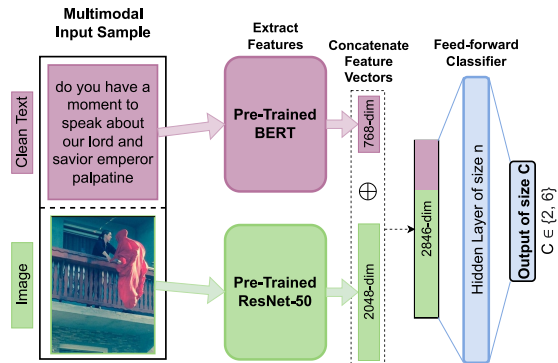 Multimodal
Input Sample
Extract
Features
Concatenate
Feature
Vectors
Feed-forward
Classifier
Clean Text
do you have a
moment to
speak about
our lord and
savior emperor
palpatine
Pre-Trained
BERT
768-dim
Image
Pre-Trained
ResNet-50
2048-dim
2846-dim
Hidden Layer of size n
Output of size C
C ∈ {2, 6}